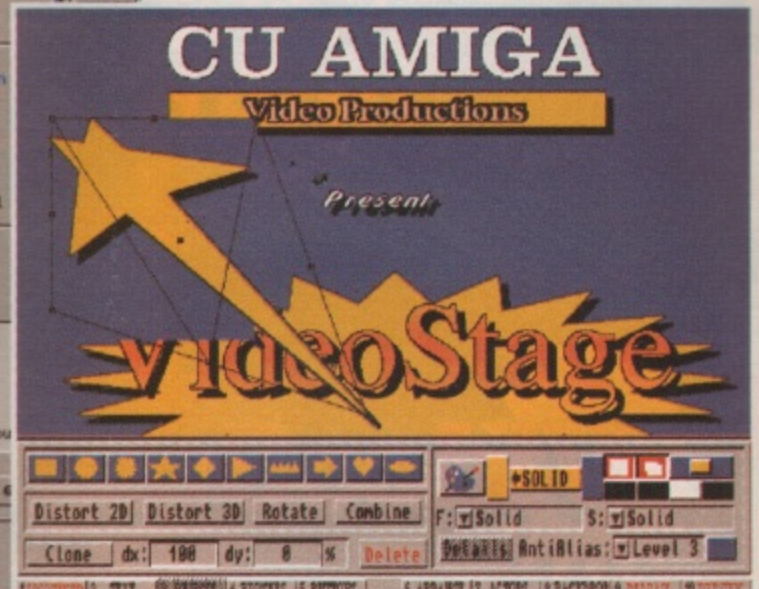 CU AMIGA
Video Productions
Present
VideoStage
SOLID
Distort 2D Distort 3D Rotate Combine
F: Solid S: Solid
Clone dx: 100 dy: 0 % Delete
Details AntiAlias: Level 3